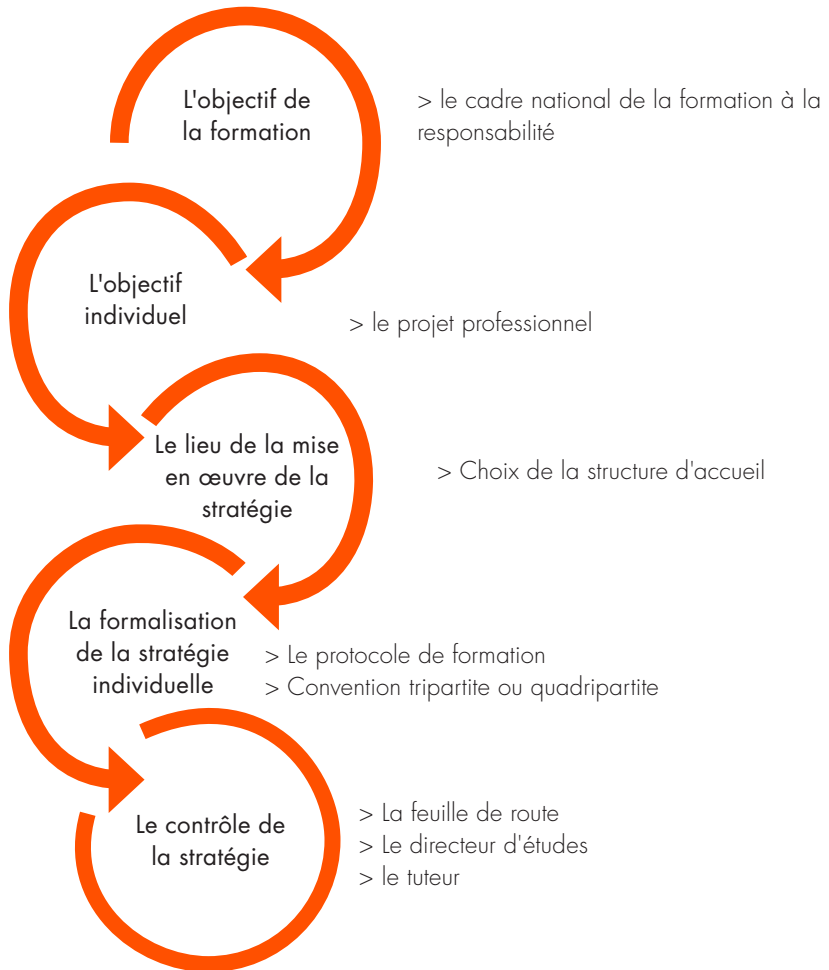 L'objectif de
la formation
> le cadre national de la formation à la
responsabilité
L'objectif
individuel
> le projet professionnel
Le lieu de la mise
en œuvre de la
stratégie
> Choix de la structure d'accueil
La formalisation
de la stratégie
individuelle
> Le protocole de formation
> Convention tripartite ou quadripartite
Le contrôle de
la stratégie
> La feuille de route
> Le directeur d'études
> le tuteur